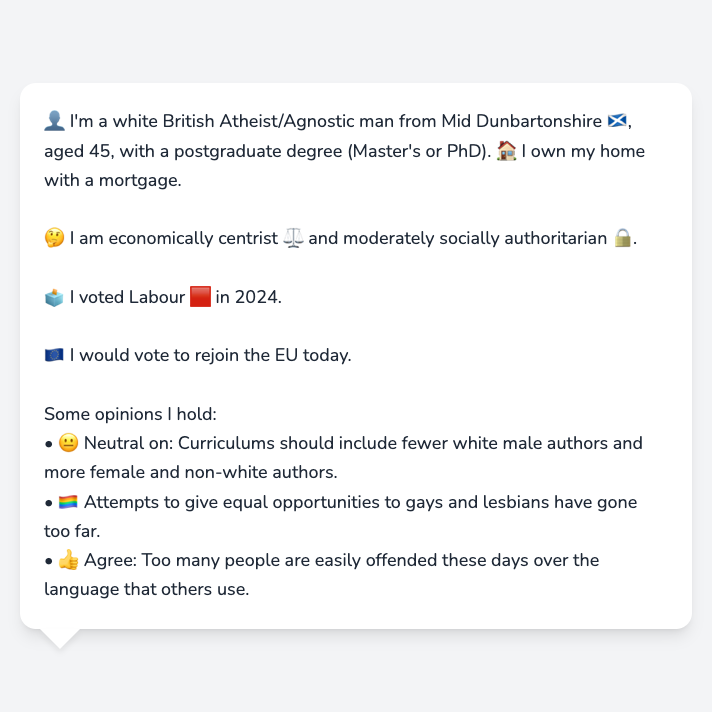 👤 I'm a white British Atheist/Agnostic man from Mid Dunbartonshire 🏴󠁧󠁢󠁳󠁣󠁴󠁿,
aged 45, with a postgraduate degree (Master's or PhD). 🏠 I own my home
with a mortgage.
🤔 I am economically centrist ⚖️ and moderately socially authoritarian 🔒.
🗳️ I voted Labour 🟥 in 2024.
🇪🇺 I would vote to rejoin the EU today.
Some opinions I hold:
• 😐 Neutral on: Curriculums should include fewer white male authors and
more female and non-white authors.
• 🏳️‍🌈 Attempts to give equal opportunities to gays and lesbians have gone
too far.
• 👍 Agree: Too many people are easily offended these days over the
language that others use.